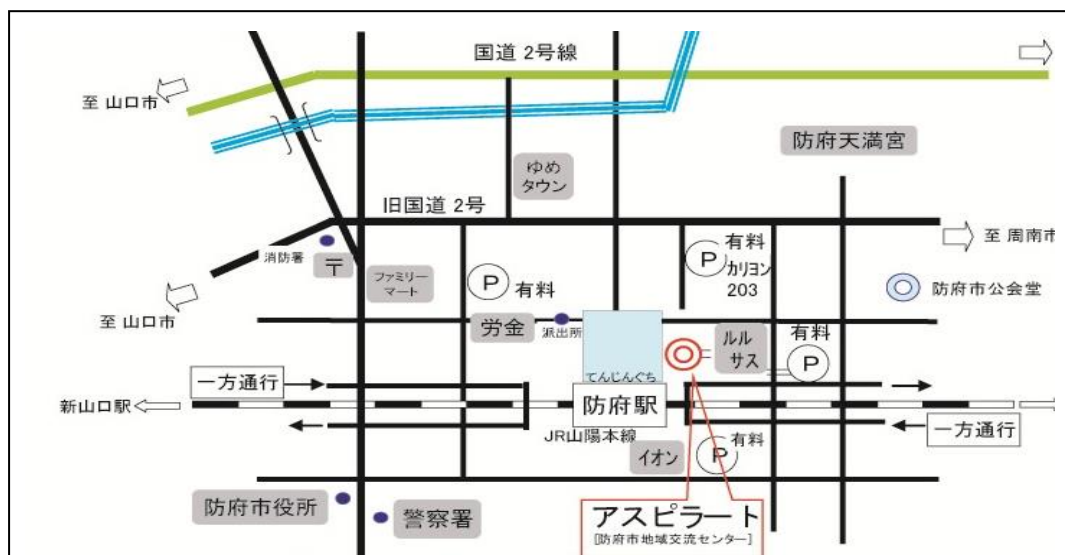 国道 2号線
至 山口市
防府天満宮
ゆめ
タウン
旧国道 2号
至 周南市
消防署
〒
ファミリー
マート
P 有料
P
有料
カリヨン
203
防府市公会堂
至 山口市
労金
派出所
ルル
サス
有料
P
てんじんぐち
一方通行
新山口駅
防府駅
JR山陽本線
イオン
P
有料
一方通行
防府市役所
警察署
アスピラート
[防府市地域交流センター]